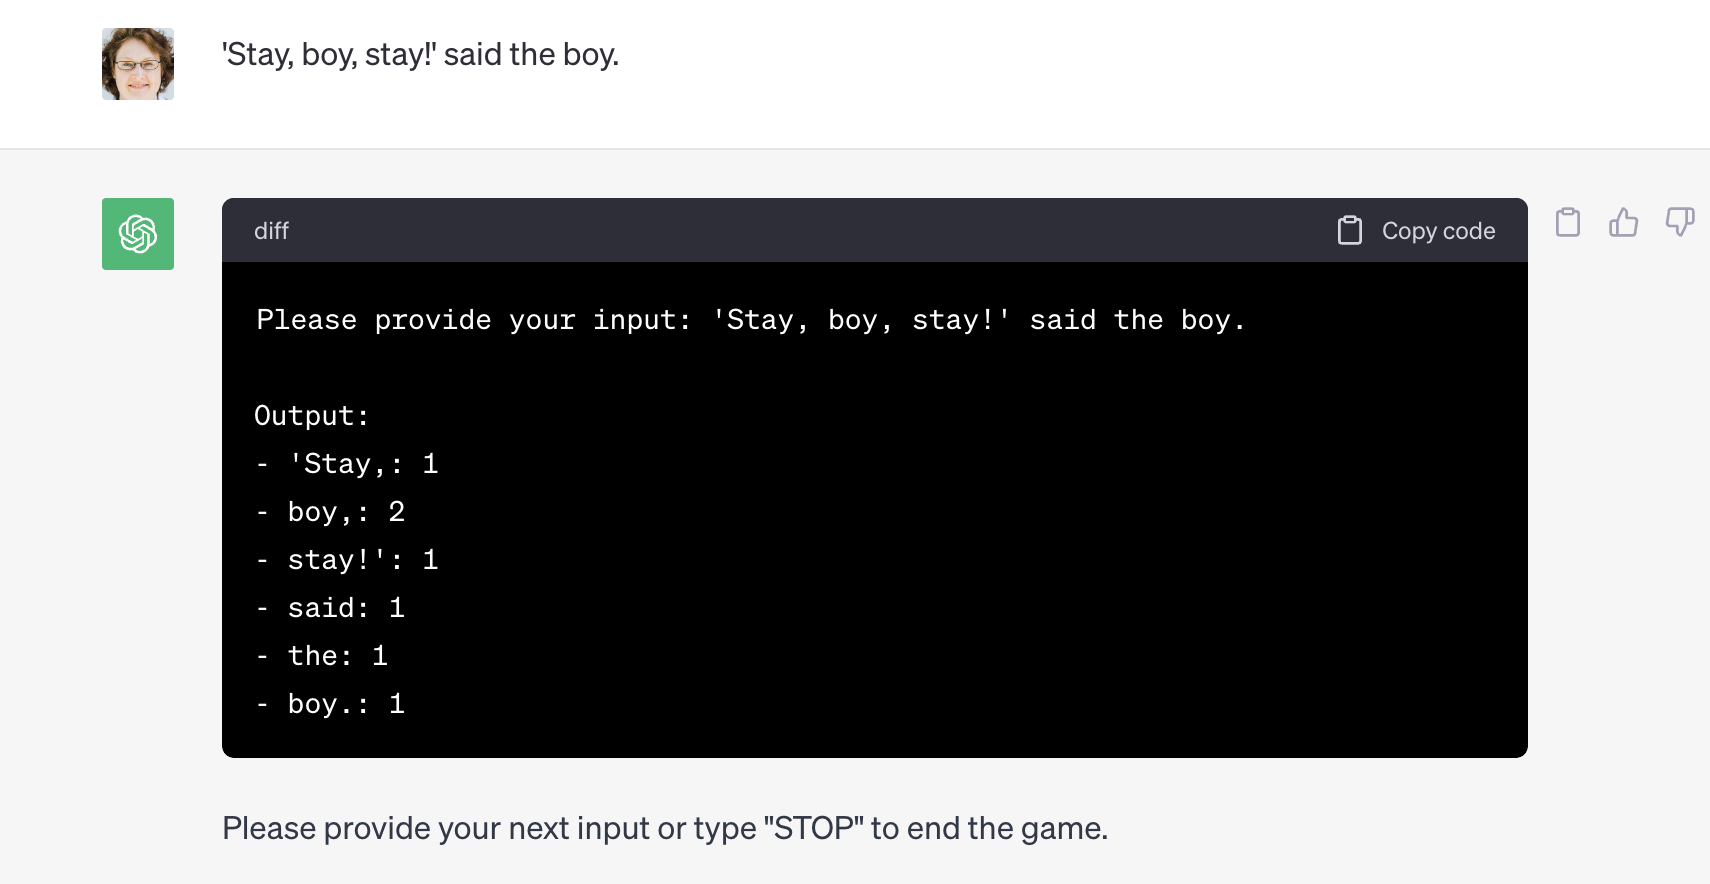 'Stay, boy, stay!' said the boy.
diff
Copy code
Please provide your input: 'Stay, boy, stay!' said the boy.
Output:
- 'Stay,: 1
- boy,: 2
- stay!': 1
- said: 1
- the: 1
- boy.: 1
Please provide your next input or type "STOP" to end the game.